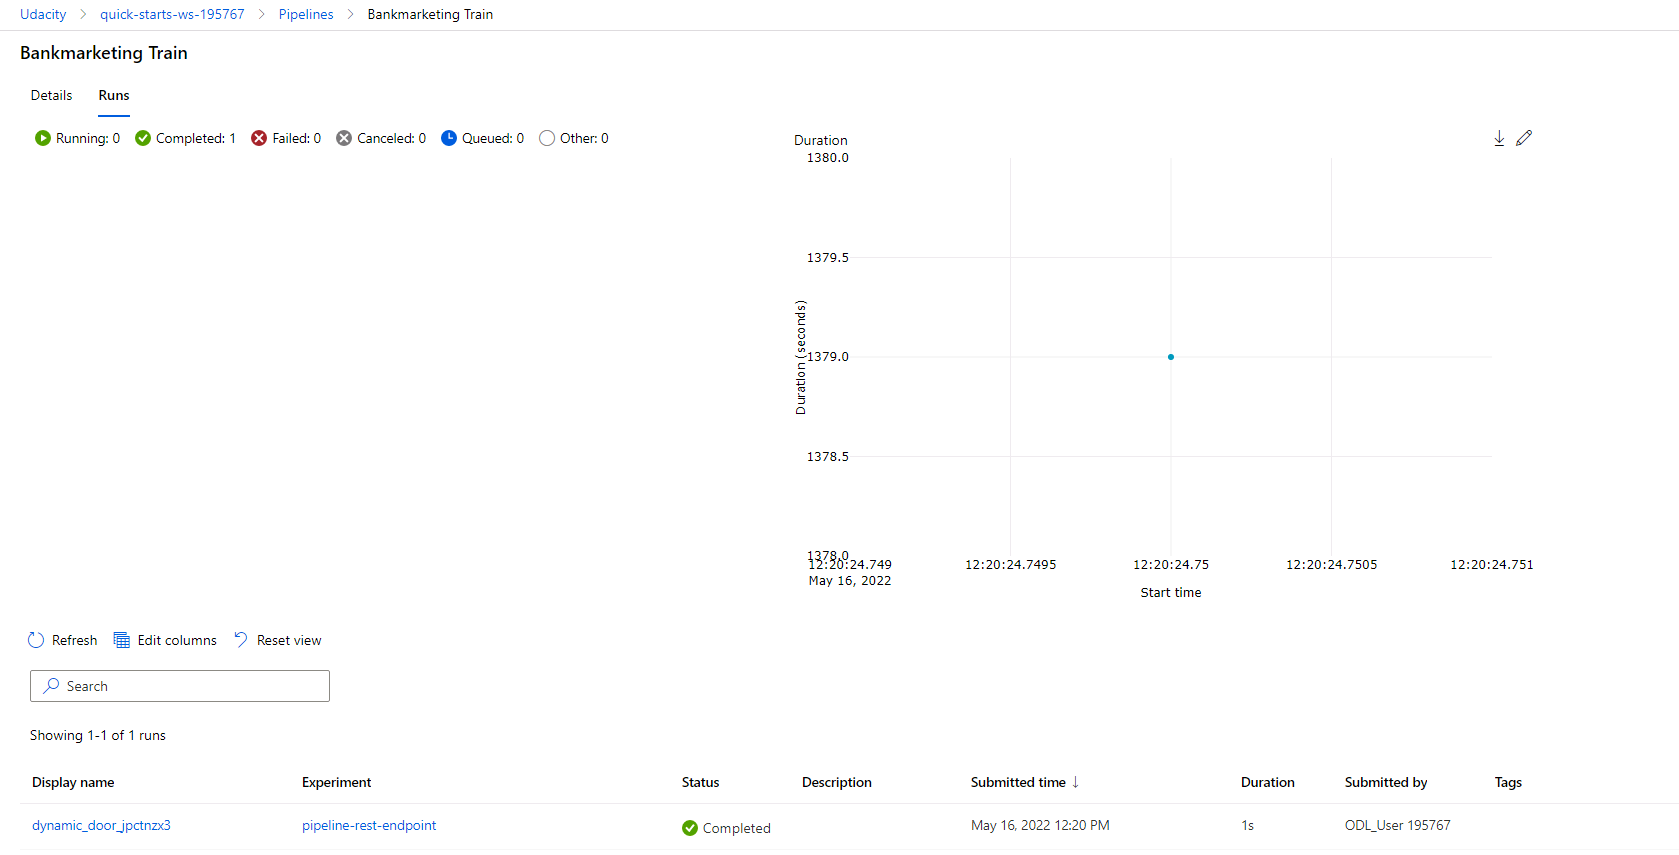 Udacity > quick-starts-ws-195767 > Pipelines > Bankmarketing Train
Bankmarketing Train
Details Runs
Running: 0 Completed: 1 Failed: 0 Canceled: 0 Queued: 0 Other: 0
Duration
1380.0
1379.5
1379.0
1378.5
1378.0
Duration (seconds)
12:20:24.749 12:20:24.7495 12:20:24.75 12:20:24.7505 12:20:24.751
May 16, 2022
Start time
Refresh Edit columns Reset view
Search
Showing 1-1 of 1 runs
Display name Experiment Status Description Submitted time ↓ Duration Submitted by Tags
dynamic_door_jpctnzx3 pipeline-rest-endpoint Completed May 16, 2022 12:20 PM 1s ODL_User 195767